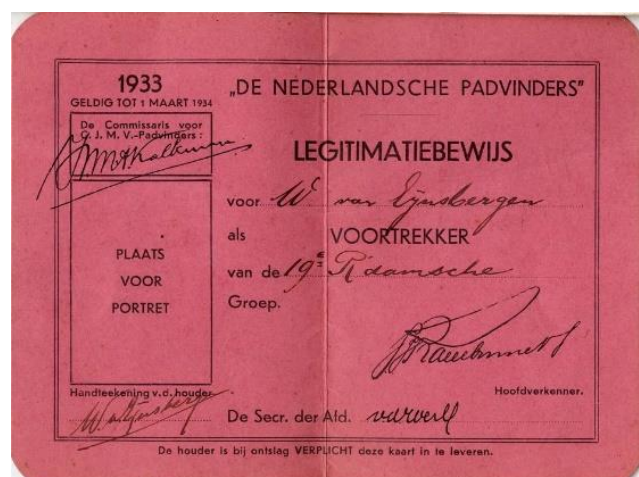 1933
GELDIG TOT 1 MAART 1934
De Commissaris voor
C. J. M. V.-Padvinders:
„DE NEDERLANDSCHE PADVINDERS"
LEGITIMATIEBEWIJS
voor W van Eijnsbergen
als VOORTREKKER
van de 19e R'damsche
Groep.
PLAATS
VOOR
PORTRET
Hoofdverkenner.
Handteekening v.d. houder
De Secr. der Afd.
De houder is bij ontslag VERPLICHT deze kaart in te leveren.